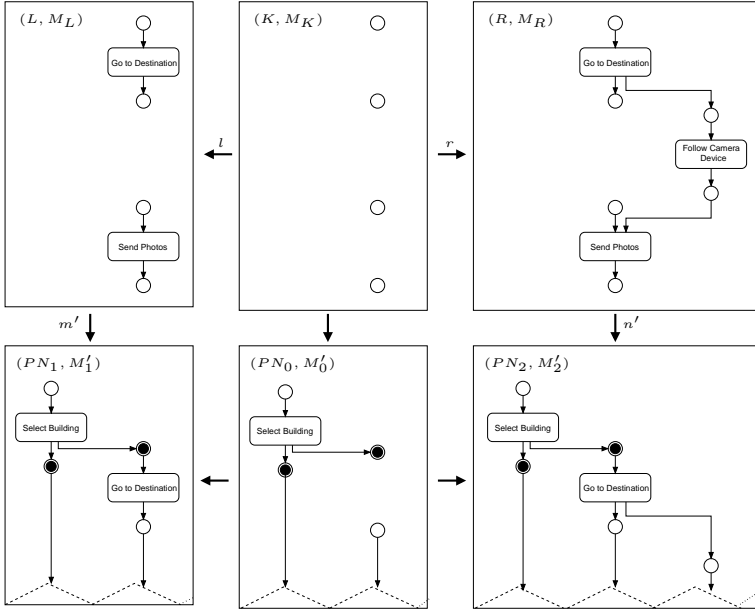 (L, M_L)
Go to Destination
Send Photos
(K, M_K)
(R, M_R)
Go to Destination
Follow Camera
Device
Send Photos
l
r
m′
n′
(PN_1, M′_1)
Select Building
Go to Destination
(PN_0, M′_0)
Select Building
(PN_2, M′_2)
Select Building
Go to Destination